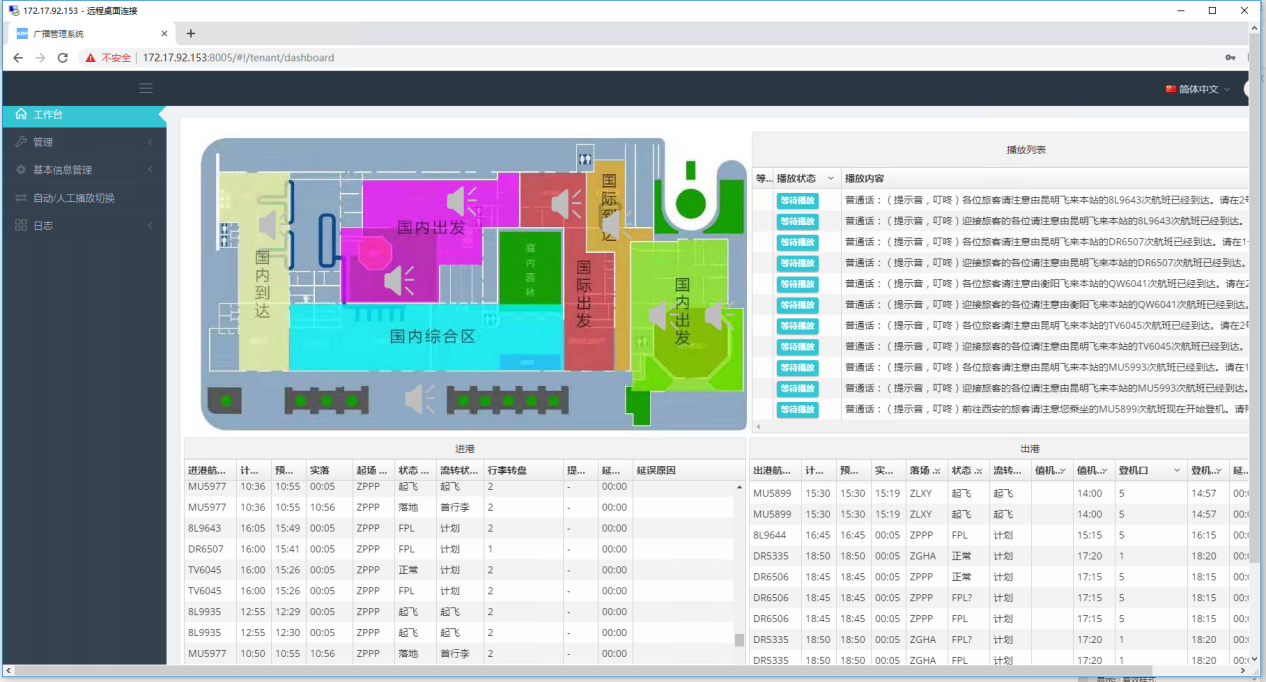 172.17.92.153 - 远程桌面连接
广播管理系统
不安全 | 172.17.92.153:8005/#!/tenant/dashboard
简体中文
工作台
管理
基本信息管理
自动/人工播放切换
日志
国际到达
国内出发
庭内园林
国内到达
国际出发
国内出发
国内综合区
播放列表
等... 播放状态 播放内容
等待播放 普通话：（提示音，叮咚）各位旅客请注意由昆明飞来本站的8L9643次航班已经到达。请在2
等待播放 普通话：（提示音，叮咚）迎接旅客的各位请注意由昆明飞来本站的8L9643次航班已经到达。
等待播放 普通话：（提示音，叮咚）各位旅客请注意由昆明飞来本站的DR6507次航班已经到达。请在1
等待播放 普通话：（提示音，叮咚）迎接旅客的各位请注意由昆明飞来本站的DR6507次航班已经到达。
等待播放 普通话：（提示音，叮咚）各位旅客请注意由衡阳飞来本站的QW6041次航班已经到达。请在2
等待播放 普通话：（提示音，叮咚）迎接旅客的各位请注意由衡阳飞来本站的QW6041次航班已经到达。
等待播放 普通话：（提示音，叮咚）各位旅客请注意由昆明飞来本站的TV6045次航班已经到达。请在2
等待播放 普通话：（提示音，叮咚）迎接旅客的各位请注意由昆明飞来本站的TV6045次航班已经到达。
等待播放 普通话：（提示音，叮咚）各位旅客请注意由昆明飞来本站的MU5993次航班已经到达。请在1
等待播放 普通话：（提示音，叮咚）迎接旅客的各位请注意由昆明飞来本站的MU5993次航班已经到达。
等待播放 普通话：（提示音，叮咚）前往西安的旅客请注意您乘坐的MU5899次航班现在开始登机。请
进港
进港航... 计... 预... 实落 起场 ... 状态 ... 流转状... 行李转盘 提... 延... 延误原因
MU5977 10:36 10:55 00:05 ZPPP 起飞 起飞 2 - 00:00
MU5977 10:36 10:55 10:56 ZPPP 落地 首行李 2 - 00:00
8L9643 16:05 15:49 00:05 ZPPP FPL 计划 2 - 00:00
DR6507 16:00 15:41 00:05 ZPPP FPL 计划 1 - 00:00
TV6045 16:00 15:26 00:05 ZPPP 正常 计划 2 - 00:00
TV6045 16:00 15:26 00:05 ZPPP FPL 计划 2 - 00:00
8L9935 12:55 12:29 00:05 ZPPP 起飞 起飞 2 - 00:00
8L9935 12:55 12:30 00:05 ZPPP 起飞 起飞 2 - 00:00
MU5977 10:50 10:55 10:56 ZPPP 落地 首行李 2 - 00:00
出港
出港航... 计... 预... 实... 落场 .. 状态 .. 流转... 值机.. 值机.. 登机口 登机.. 延..
MU5899 15:30 15:30 15:19 ZLXY 起飞 起飞 14:00 5 14:57 00:
MU5899 15:30 15:30 15:19 ZLXY 起飞 起飞 14:00 5 14:57 00:
8L9644 16:45 16:45 00:05 ZPPP FPL 计划 15:15 5 16:15 00:
DR5335 18:50 18:50 00:05 ZGHA 正常 计划 17:20 1 18:20 00:
DR6506 18:45 18:45 00:05 ZPPP 正常 计划 17:15 5 18:15 00:
DR6506 18:45 18:45 00:05 ZPPP FPL? 计划 17:15 5 18:15 00:
DR6506 18:45 18:45 00:05 ZPPP FPL 计划 17:15 5 18:15 00:
DR5335 18:50 18:50 00:05 ZGHA FPL? 计划 17:20 1 18:20 00:
DR5335 18:50 18:50 00:05 ZGHA FPL 计划 17:20 1 18:20 00: